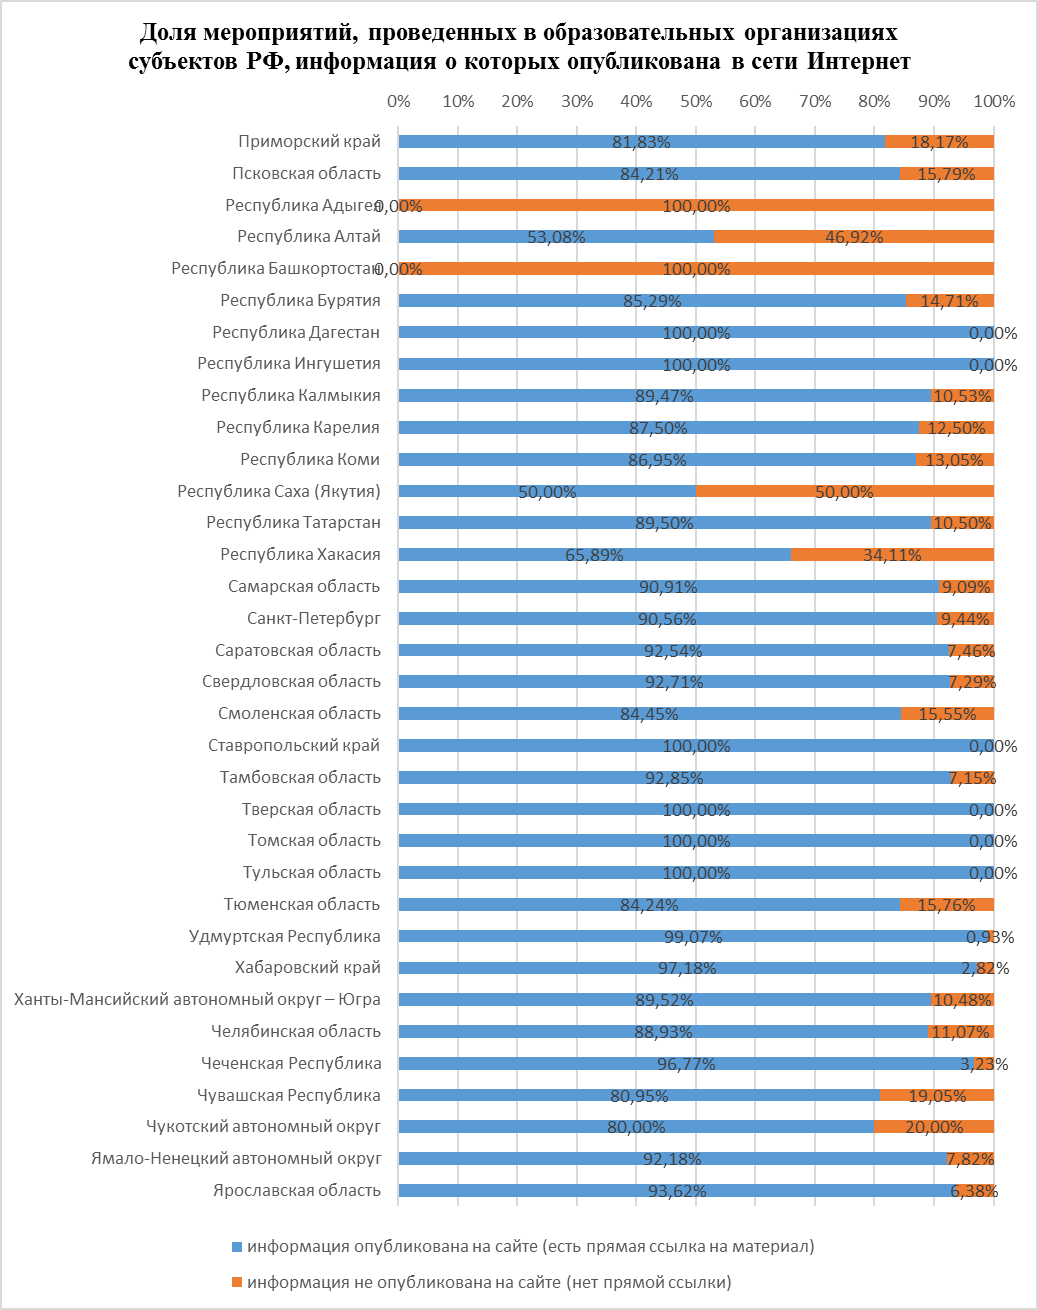 Доля мероприятий, проведенных в образовательных организациях
субъектов РФ, информация о которых опубликована в сети Интернет
0% 10% 20% 30% 40% 50% 60% 70% 80% 90% 100%
Приморский край 81,83% 18,17%
Псковская область 84,21% 15,79%
Республика Адыгея 0,00% 100,00%
Республика Алтай 53,08% 46,92%
Республика Башкортостан 0,00% 100,00%
Республика Бурятия 85,29% 14,71%
Республика Дагестан 100,00% 0,00%
Республика Ингушетия 100,00% 0,00%
Республика Калмыкия 89,47% 10,53%
Республика Карелия 87,50% 12,50%
Республика Коми 86,95% 13,05%
Республика Саха (Якутия) 50,00% 50,00%
Республика Татарстан 89,50% 10,50%
Республика Хакасия 65,89% 34,11%
Самарская область 90,91% 9,09%
Санкт-Петербург 90,56% 9,44%
Саратовская область 92,54% 7,46%
Свердловская область 92,71% 7,29%
Смоленская область 84,45% 15,55%
Ставропольский край 100,00% 0,00%
Тамбовская область 92,85% 7,15%
Тверская область 100,00% 0,00%
Томская область 100,00% 0,00%
Тульская область 100,00% 0,00%
Тюменская область 84,24% 15,76%
Удмуртская Республика 99,07% 0,93%
Хабаровский край 97,18% 2,82%
Ханты-Мансийский автономный округ – Югра 89,52% 10,48%
Челябинская область 88,93% 11,07%
Чеченская Республика 96,77% 3,23%
Чувашская Республика 80,95% 19,05%
Чукотский автономный округ 80,00% 20,00%
Ямало-Ненецкий автономный округ 92,18% 7,82%
Ярославская область 93,62% 6,38%
информация опубликована на сайте (есть прямая ссылка на материал)
информация не опубликована на сайте (нет прямой ссылки)